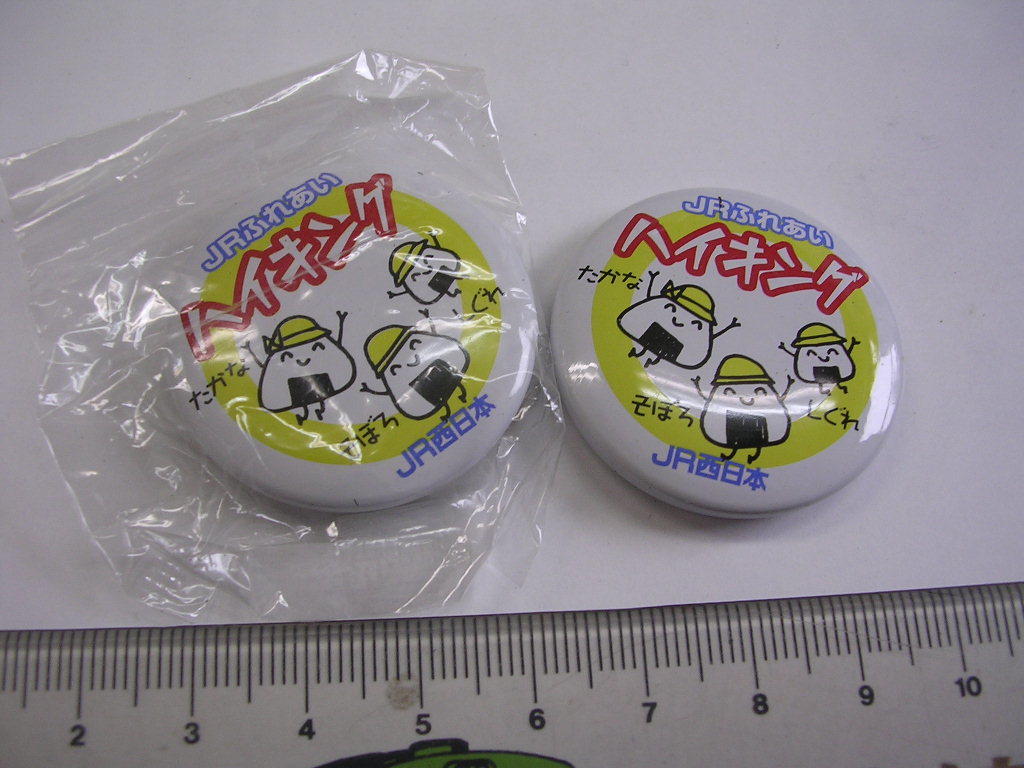 JRふれあい
ハイキング
たかな
そぼろ
しぐれ
JR西日本
JRふれあい
ハイキング
たかな
そぼろ
しぐれ
JR西日本
2 3 4 5 6 7 8 9 10